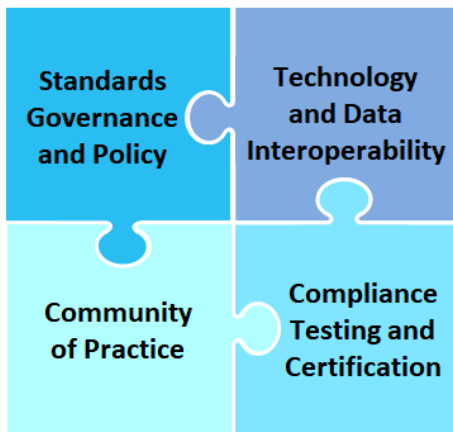 Standards
Governance
and Policy
Technology
and Data
Interoperability
Community
of Practice
Compliance
Testing and
Certification